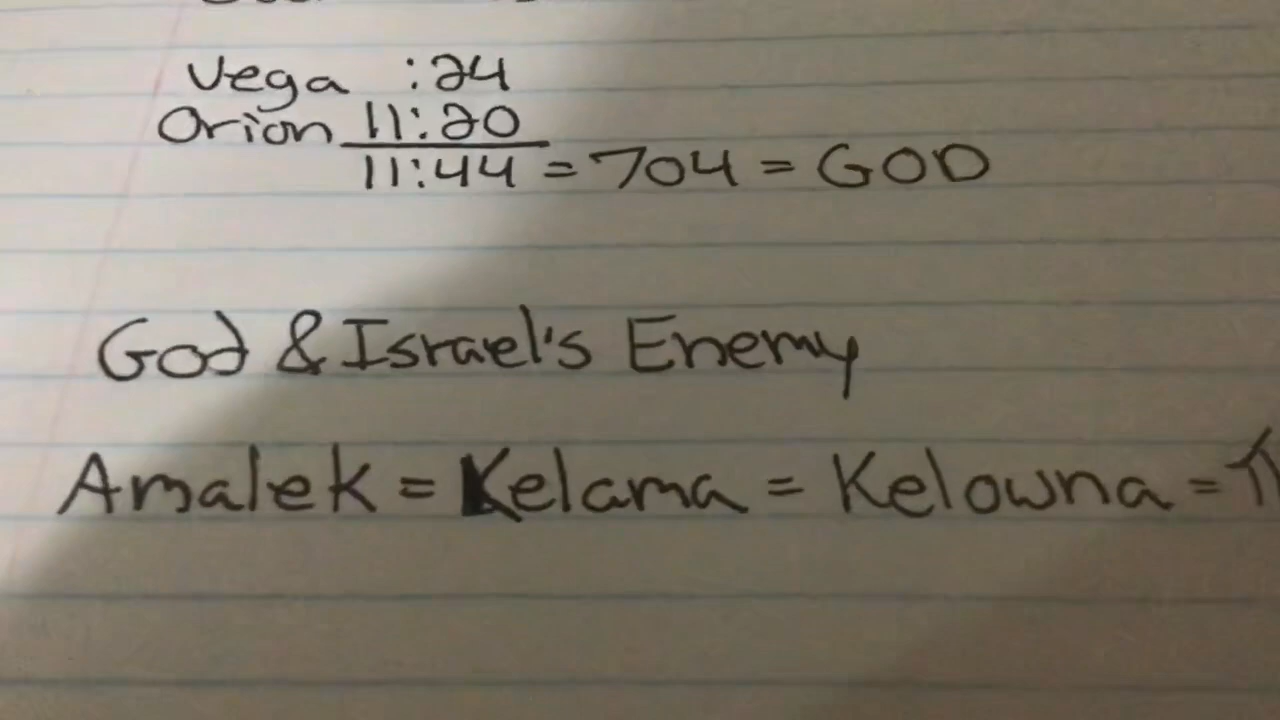 Vega :24
Orion 11:20
11:44 = 704 = GOD
God & Israel's Enemy
Amalek = Kelama = Kelowna =